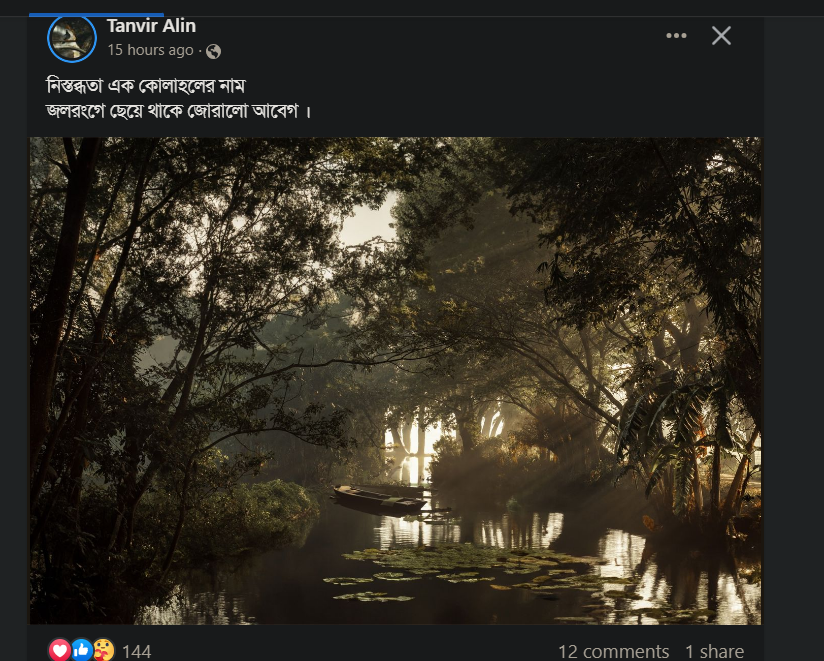 Tanvir Alin
15 hours ago ·
নিস্তব্ধতা এক কোলাহলের নাম
জলরংগে ছেয়ে থাকে জোরালো আবেগ ।
144
12 comments 1 share